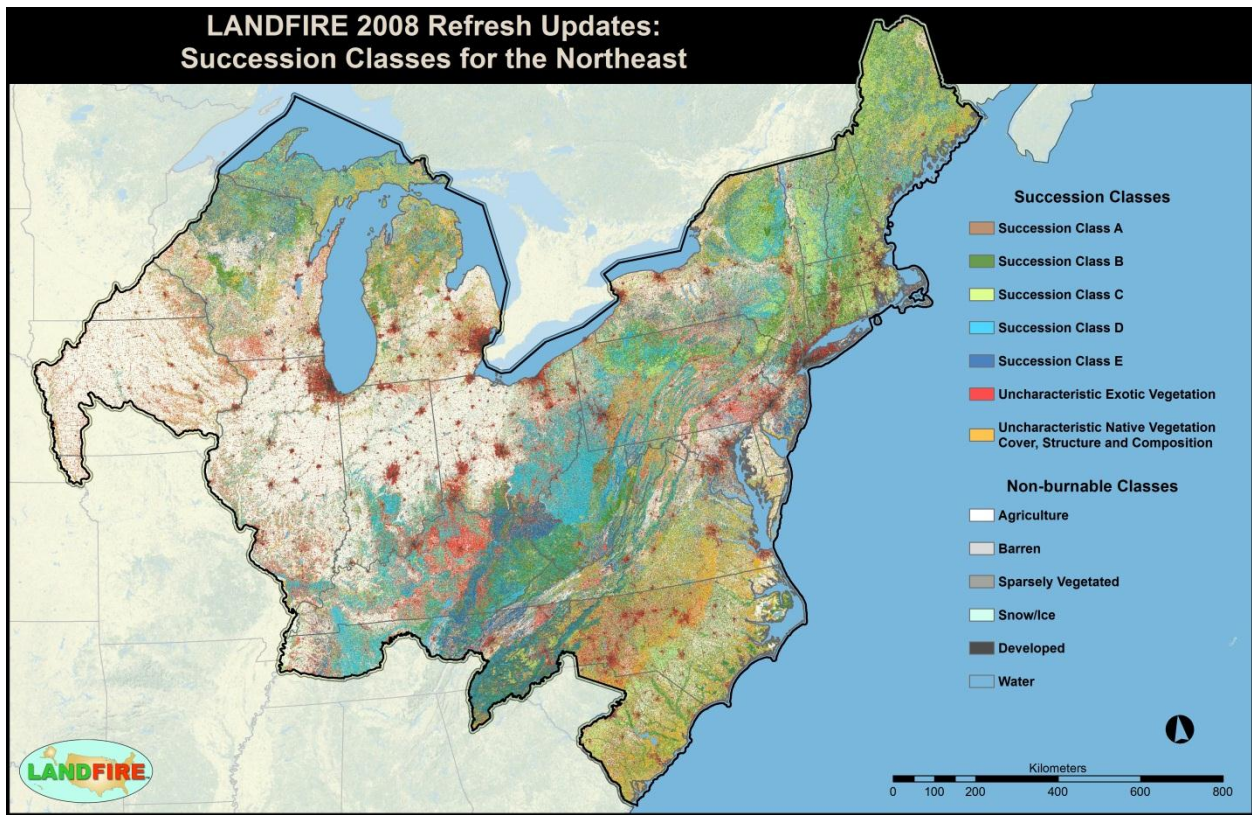 LANDFIRE 2008 Refresh Updates:
Succession Classes for the Northeast
Succession Classes
Succession Class A
Succession Class B
Succession Class C
Succession Class D
Succession Class E
Uncharacteristic Exotic Vegetation
Uncharacteristic Native Vegetation
Cover, Structure and Composition
Non-burnable Classes
Agriculture
Barren
Sparsely Vegetated
Snow/Ice
Developed
Water
Kilometers
0 100 200 400 600 800
LANDFIRE